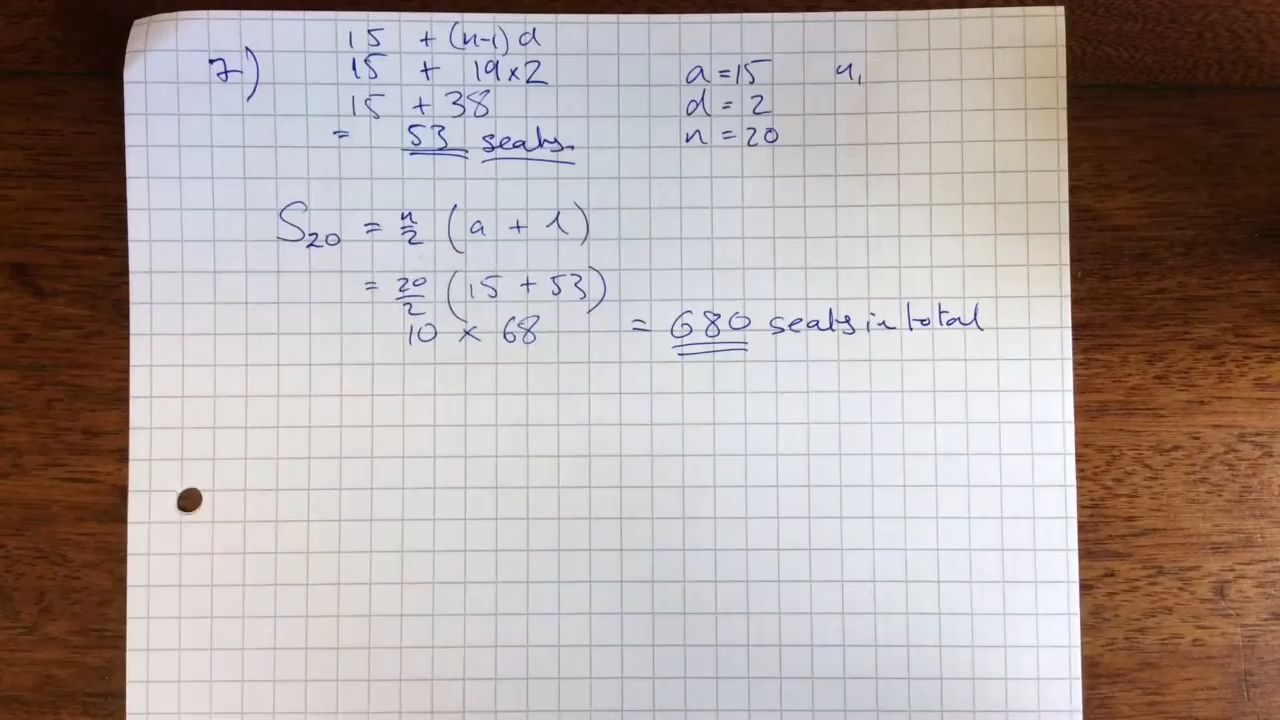 15 + (n-1)d
7) 15 + 19×2 a = 15 u₁
15 + 38 d = 2
= 53 seats. n = 20
S₂₀ = n/2 (a + l)
= 20/2 (15 + 53)
10 × 68 = 680 seats in total